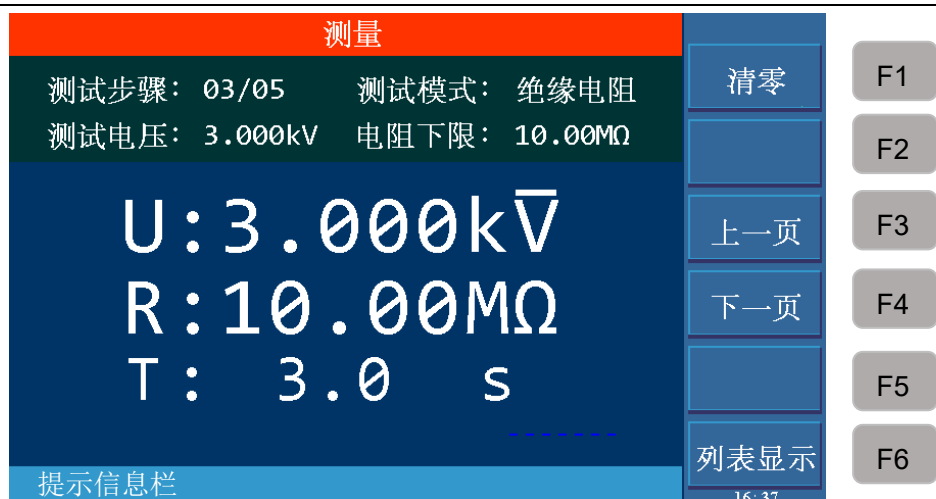 测量
测试步骤: 03/05 测试模式: 绝缘电阻
测试电压: 3.000kV 电阻下限: 10.00MΩ
U:3.000kV̅
R:10.00MΩ
T: 3.0 s
-------
提示信息栏
清零
上一页
下一页
列表显示
16:37
F1
F2
F3
F4
F5
F6